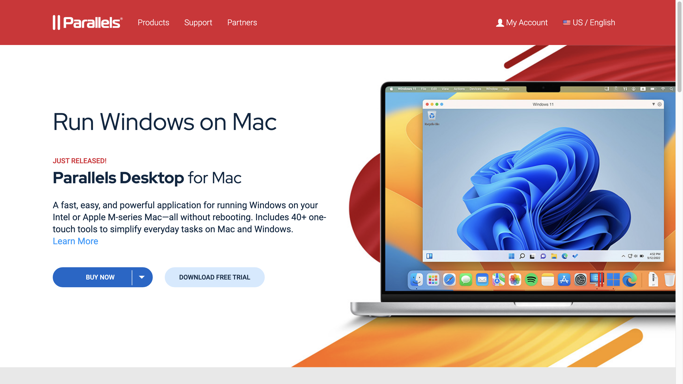 Parallels®
Products
Support
Partners
My Account
US / English
Run Windows on Mac
JUST RELEASED!
Parallels Desktop for Mac
A fast, easy, and powerful application for running Windows on your
Intel or Apple M-series Mac—all without rebooting. Includes 40+ one-
touch tools to simplify everyday tasks on Mac and Windows.
Learn More
BUY NOW
DOWNLOAD FREE TRIAL
Windows 11